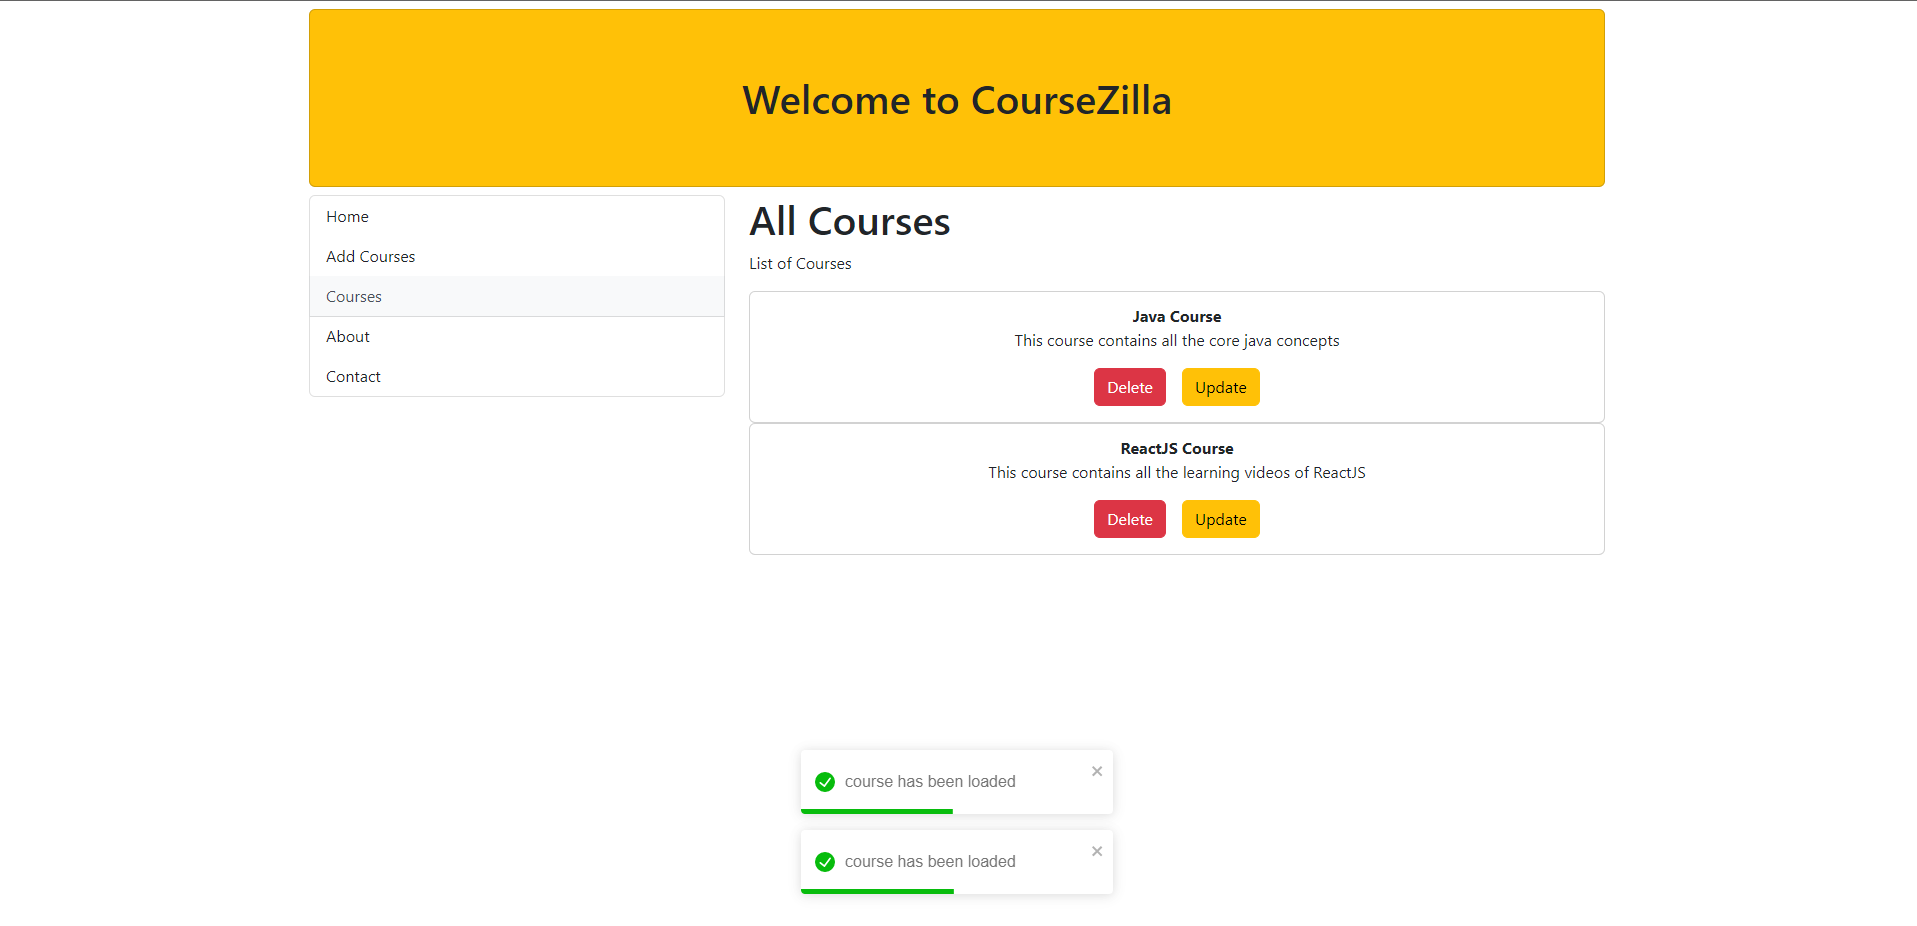 Welcome to CourseZilla
Home
Add Courses
Courses
About
Contact
All Courses
List of Courses
Java Course
This course contains all the core java concepts
Delete Update
ReactJS Course
This course contains all the learning videos of ReactJS
Delete Update
course has been loaded
course has been loaded